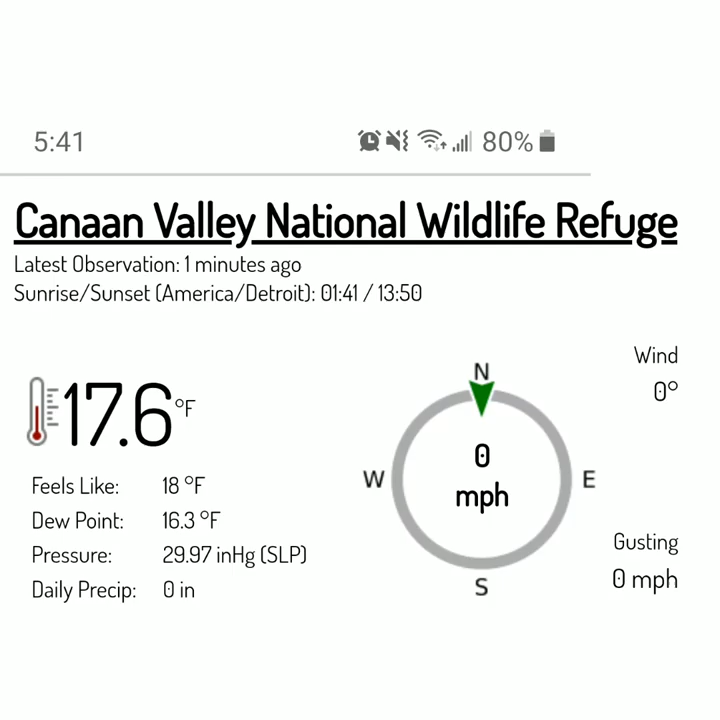 5:41 80%
Canaan Valley National Wildlife Refuge
Latest Observation: 1 minutes ago
Sunrise/Sunset (America/Detroit): 01:41 / 13:50
Wind
0°
17.6 °F
N
W
0
mph
E
S
Feels Like: 18 °F
Dew Point: 16.3 °F
Pressure: 29.97 inHg (SLP)
Daily Precip: 0 in
Gusting
0 mph